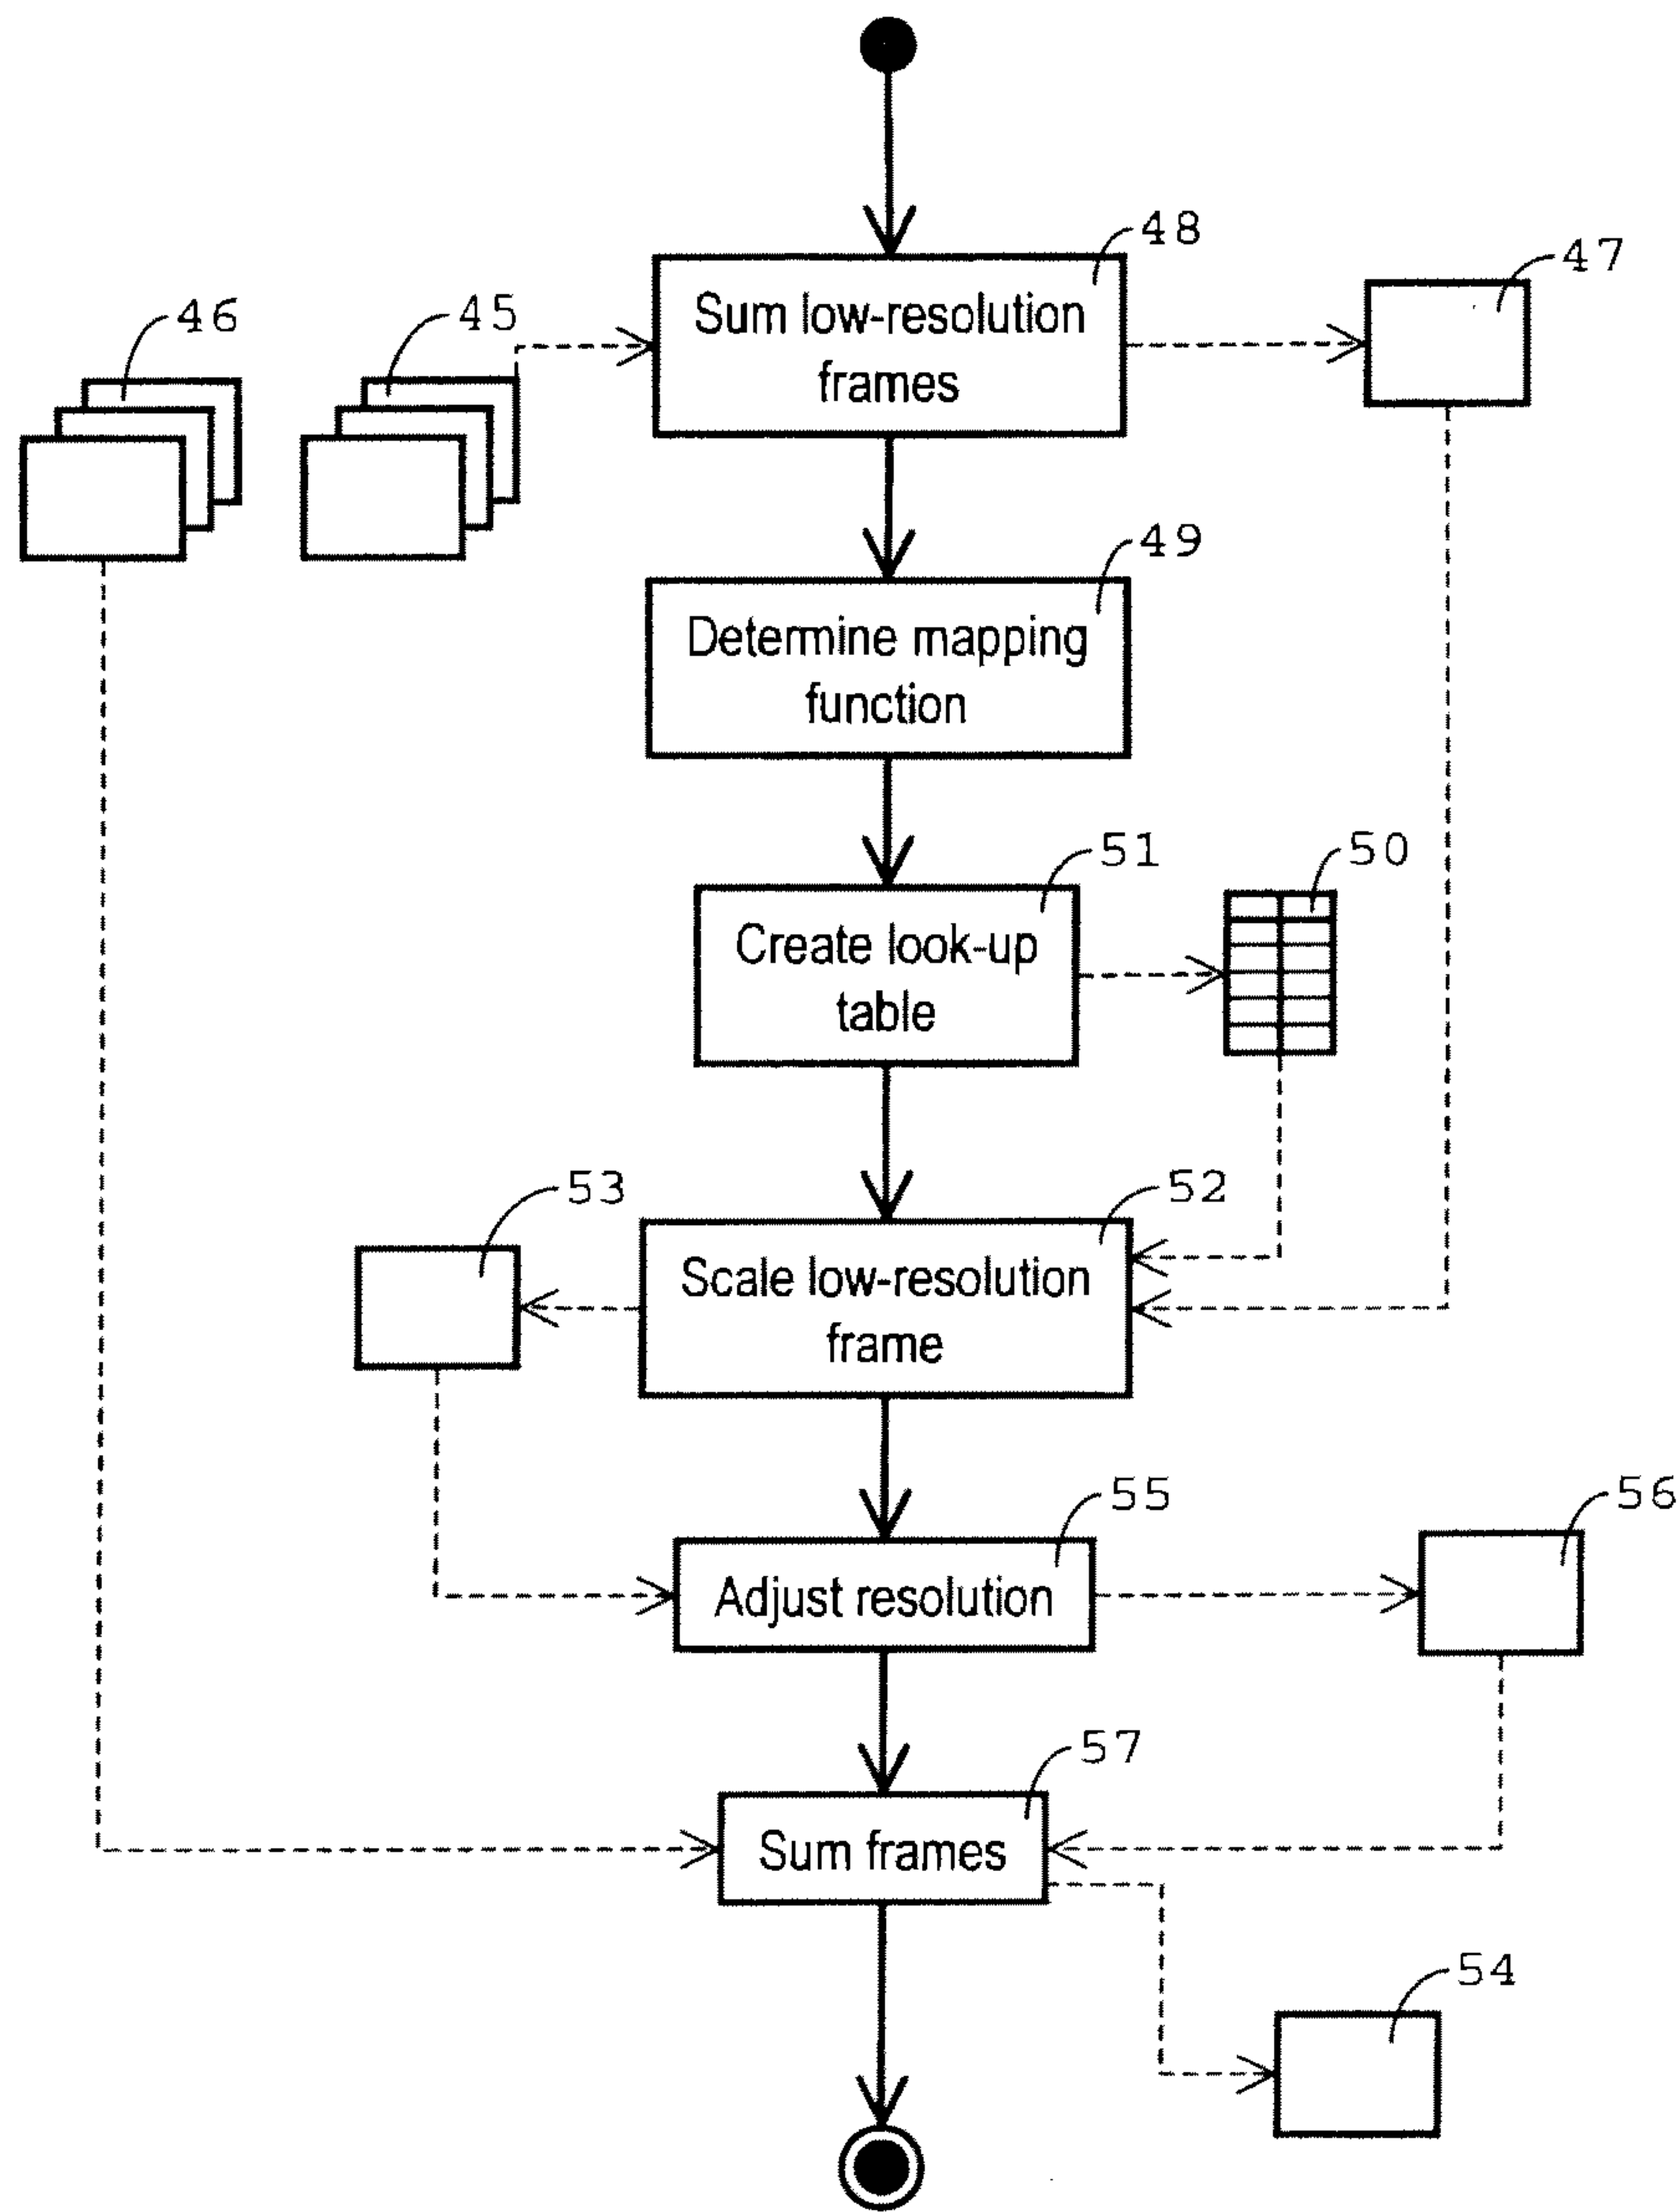 48
47
46
45
Sum low-resolution
frames
49
Determine mapping
function
51
50
Create look-up
table
53
52
Scale low-resolution
frame
55
56
Adjust resolution
57
Sum frames
54